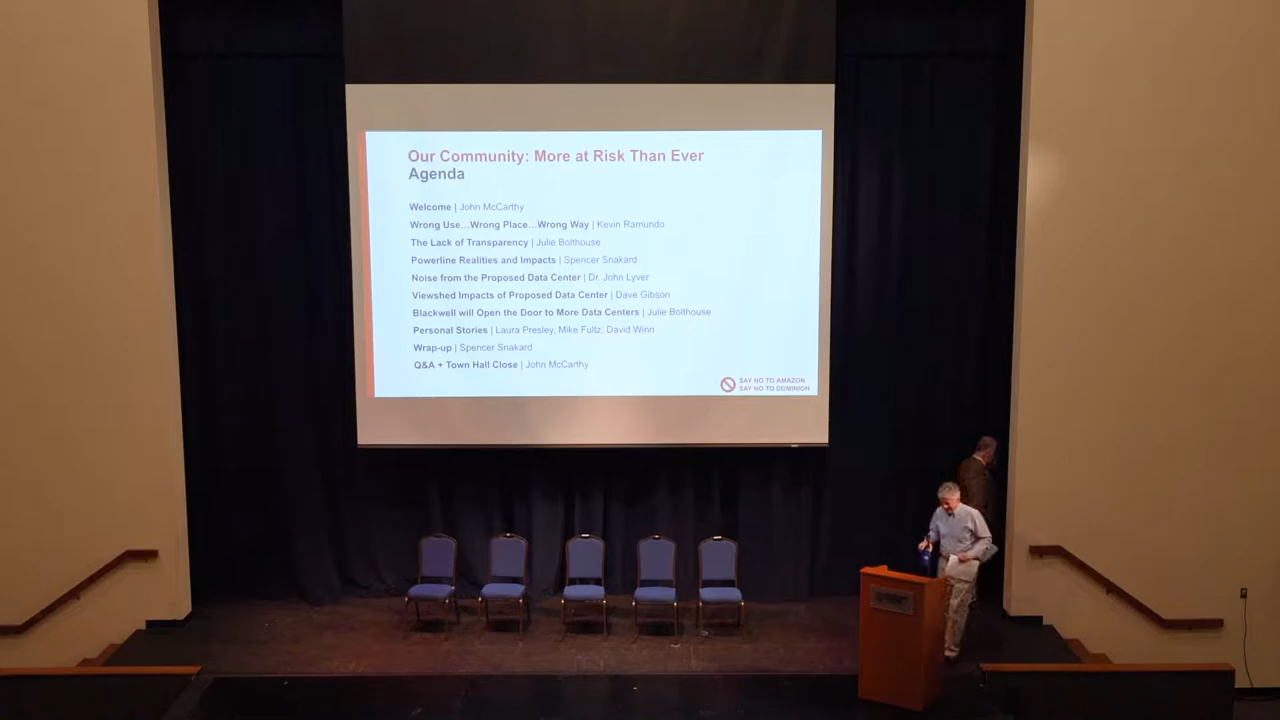 Our Community: More at Risk Than Ever
Agenda
Welcome | John McCarthy
Wrong Use...Wrong Place...Wrong Way | Kevin Ramundo
The Lack of Transparency | Julie Bolthouse
Powerline Realities and Impacts | Spencer Snakard
Noise from the Proposed Data Center | Dr. John Lyver
Viewshed Impacts of Proposed Data Center | Dave Gibson
Blackwell will Open the Door to More Data Centers | Julie Bolthouse
Personal Stories | Laura Presley, Mike Fultz, David Winn
Wrap-up | Spencer Snakard
Q&A + Town Hall Close | John McCarthy
SAY NO TO AMAZON
SAY NO TO DOMINION